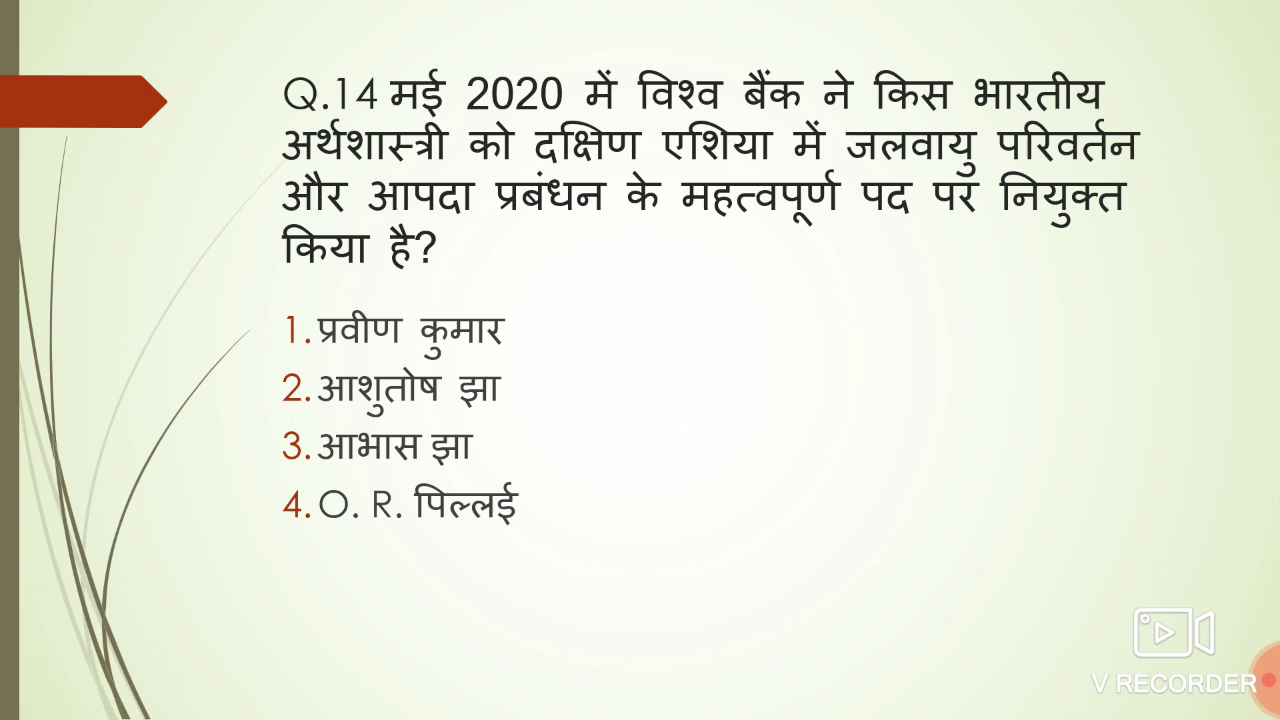 Q.14 मई 2020 में विश्व बैंक ने किस भारतीय
अर्थशास्त्री को दक्षिण एशिया में जलवायु परिवर्तन
और आपदा प्रबंधन के महत्वपूर्ण पद पर नियुक्त
किया है?
1. प्रवीण कुमार
2. आशुतोष झा
3. आभास झा
4. O. R. पिल्लई
V RECORDER